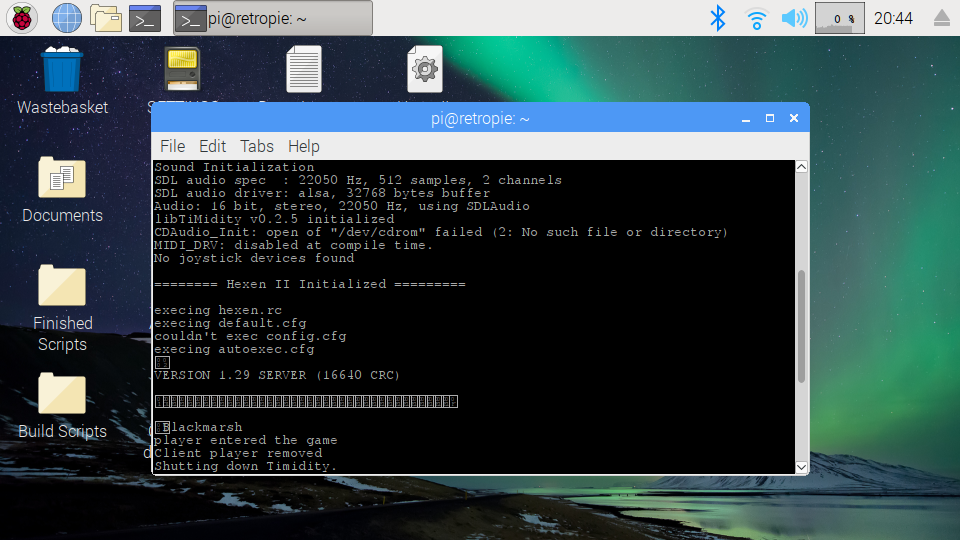 pi@retropie: ~
0 %
20:44
Wastebasket
Documents
Finished
Scripts
Build Scripts
pi@retropie: ~
File Edit Tabs Help
Sound Initialization
SDL audio spec  : 22050 Hz, 512 samples, 2 channels
SDL audio driver: alsa, 32768 bytes buffer
Audio: 16 bit, stereo, 22050 Hz, using SDLAudio
libTiMidity v0.2.5 initialized
CDAudio_Init: open of "/dev/cdrom" failed (2: No such file or directory)
MIDI_DRV: disabled at compile time.
No joystick devices found
======== Hexen II Initialized =========
execing hexen.rc
execing default.cfg
couldn't exec config.cfg
execing autoexec.cfg
VERSION 1.29 SERVER (16640 CRC)
Blackmarsh
player entered the game
Client player removed
Shutting down Timidity.